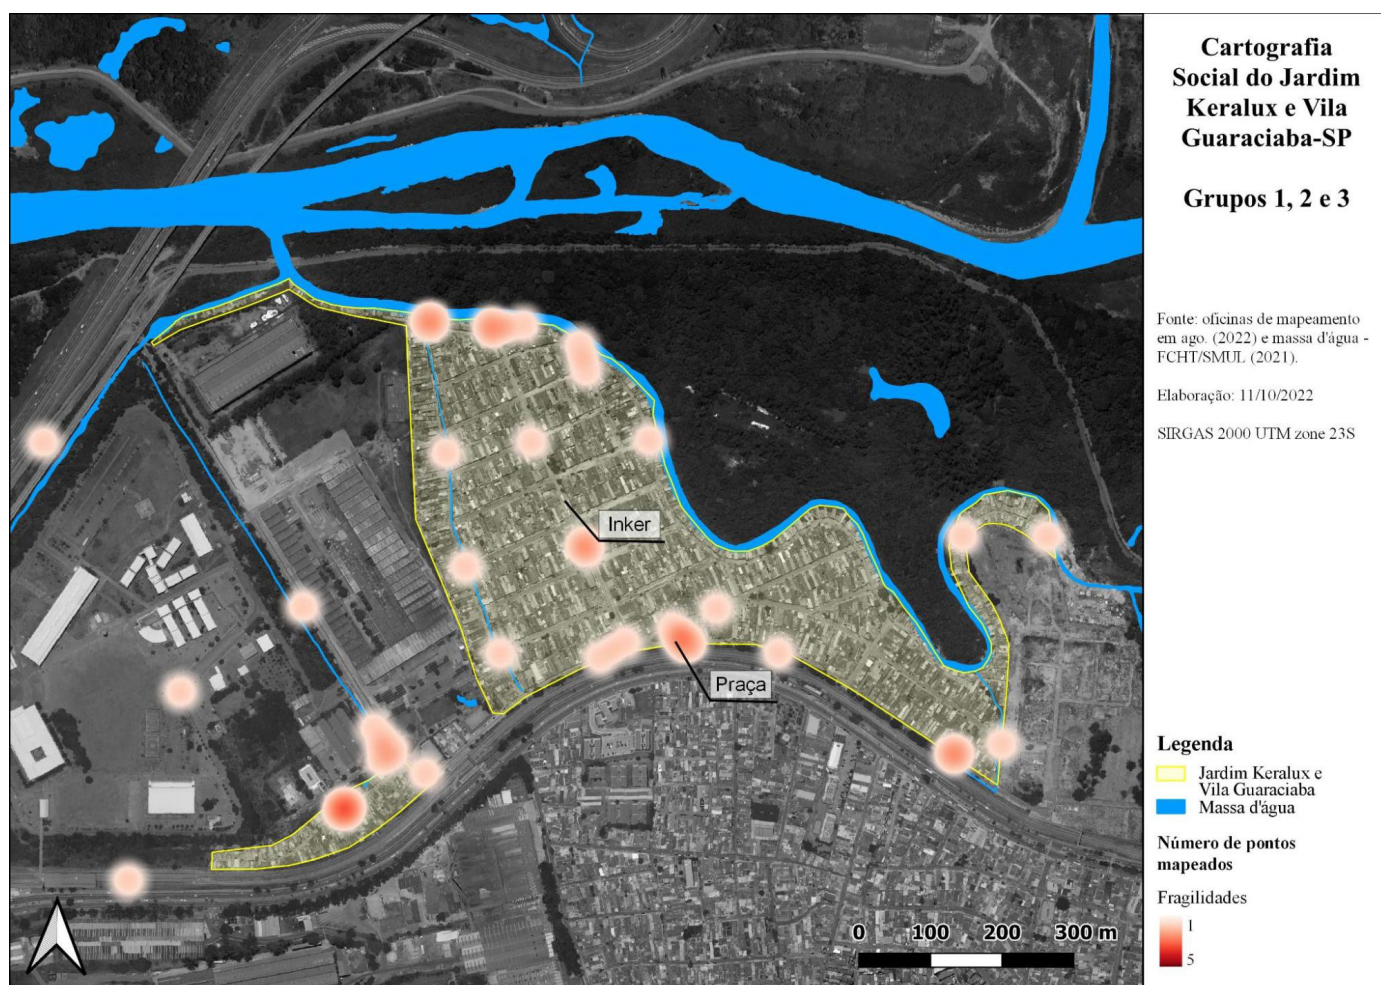 Cartografia
Social do Jardim
Keralux e Vila
Guaraciaba-SP
Grupos 1, 2 e 3
Fonte: oficinas de mapeamento
em ago. (2022) e massa d'água -
FCHT/SMUL (2021).
Elaboração: 11/10/2022
SIRGAS 2000 UTM zone 23S
Inker
Praça
Legenda
Jardim Keralux e
Vila Guaraciaba
Massa d'água
Número de pontos
mapeados
Fragilidades
1
5
0 100 200 300 m